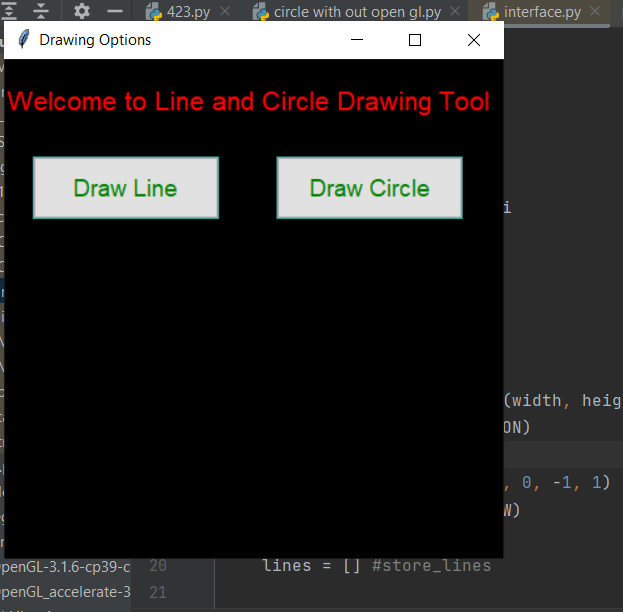 423.py
circle with out open gl.py
interface.py
Drawing Options
Welcome to Line and Circle Drawing Tool
Draw Line
Draw Circle
i
(width, heig
ON)
, 0, -1, 1)
W)
OpenGL-3.1.6-cp39-c
20
lines = [] #store_lines
OpenGL_accelerate-3
21